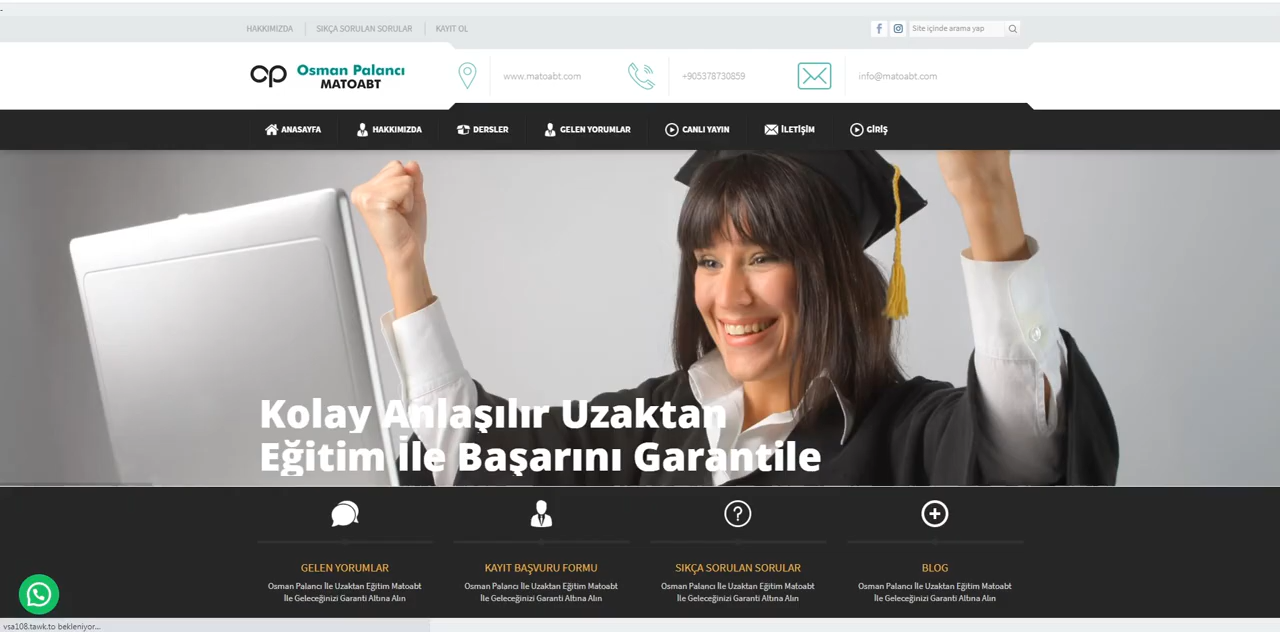 HAKKIMIZDA
SIKÇA SORULAN SORULAR
KAYIT OL
Site içinde arama yap
Osman Palancı
MATOABT
www.matoabt.com
+905378730859
info@matoabt.com
ANASAYFA
HAKKIMIZDA
DERSLER
GELEN YORUMLAR
CANLI YAYIN
İLETİŞİM
GİRİŞ
Kolay Anlaşılır Uzaktan
Eğitim İle Başarını Garantile
GELEN YORUMLAR
Osman Palancı İle Uzaktan Eğitim Matoabt
İle Geleceğinizi Garanti Altına Alın
KAYIT BAŞVURU FORMU
Osman Palancı İle Uzaktan Eğitim Matoabt
İle Geleceğinizi Garanti Altına Alın
SIKÇA SORULAN SORULAR
Osman Palancı İle Uzaktan Eğitim Matoabt
İle Geleceğinizi Garanti Altına Alın
BLOG
Osman Palancı İle Uzaktan Eğitim Matoabt
İle Geleceğinizi Garanti Altına Alın
vsa108.tawk.to bekleniyor...